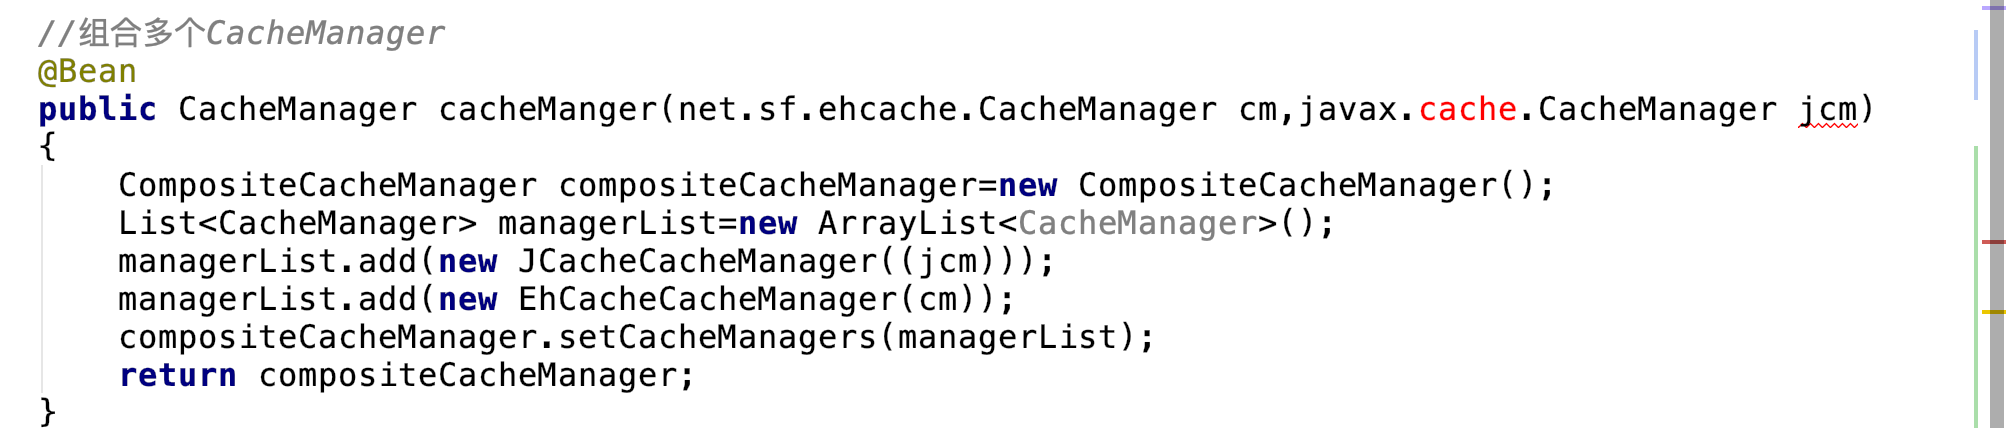 //组合多个CacheManager
@Bean
public CacheManager cacheManger(net.sf.ehcache.CacheManager cm,javax.cache.CacheManager jcm)
{
    CompositeCacheManager compositeCacheManager=new CompositeCacheManager();
    List<CacheManager> managerList=new ArrayList<CacheManager>();
    managerList.add(new JCacheCacheManager((jcm)));
    managerList.add(new EhCacheCacheManager(cm));
    compositeCacheManager.setCacheManagers(managerList);
    return compositeCacheManager;
}